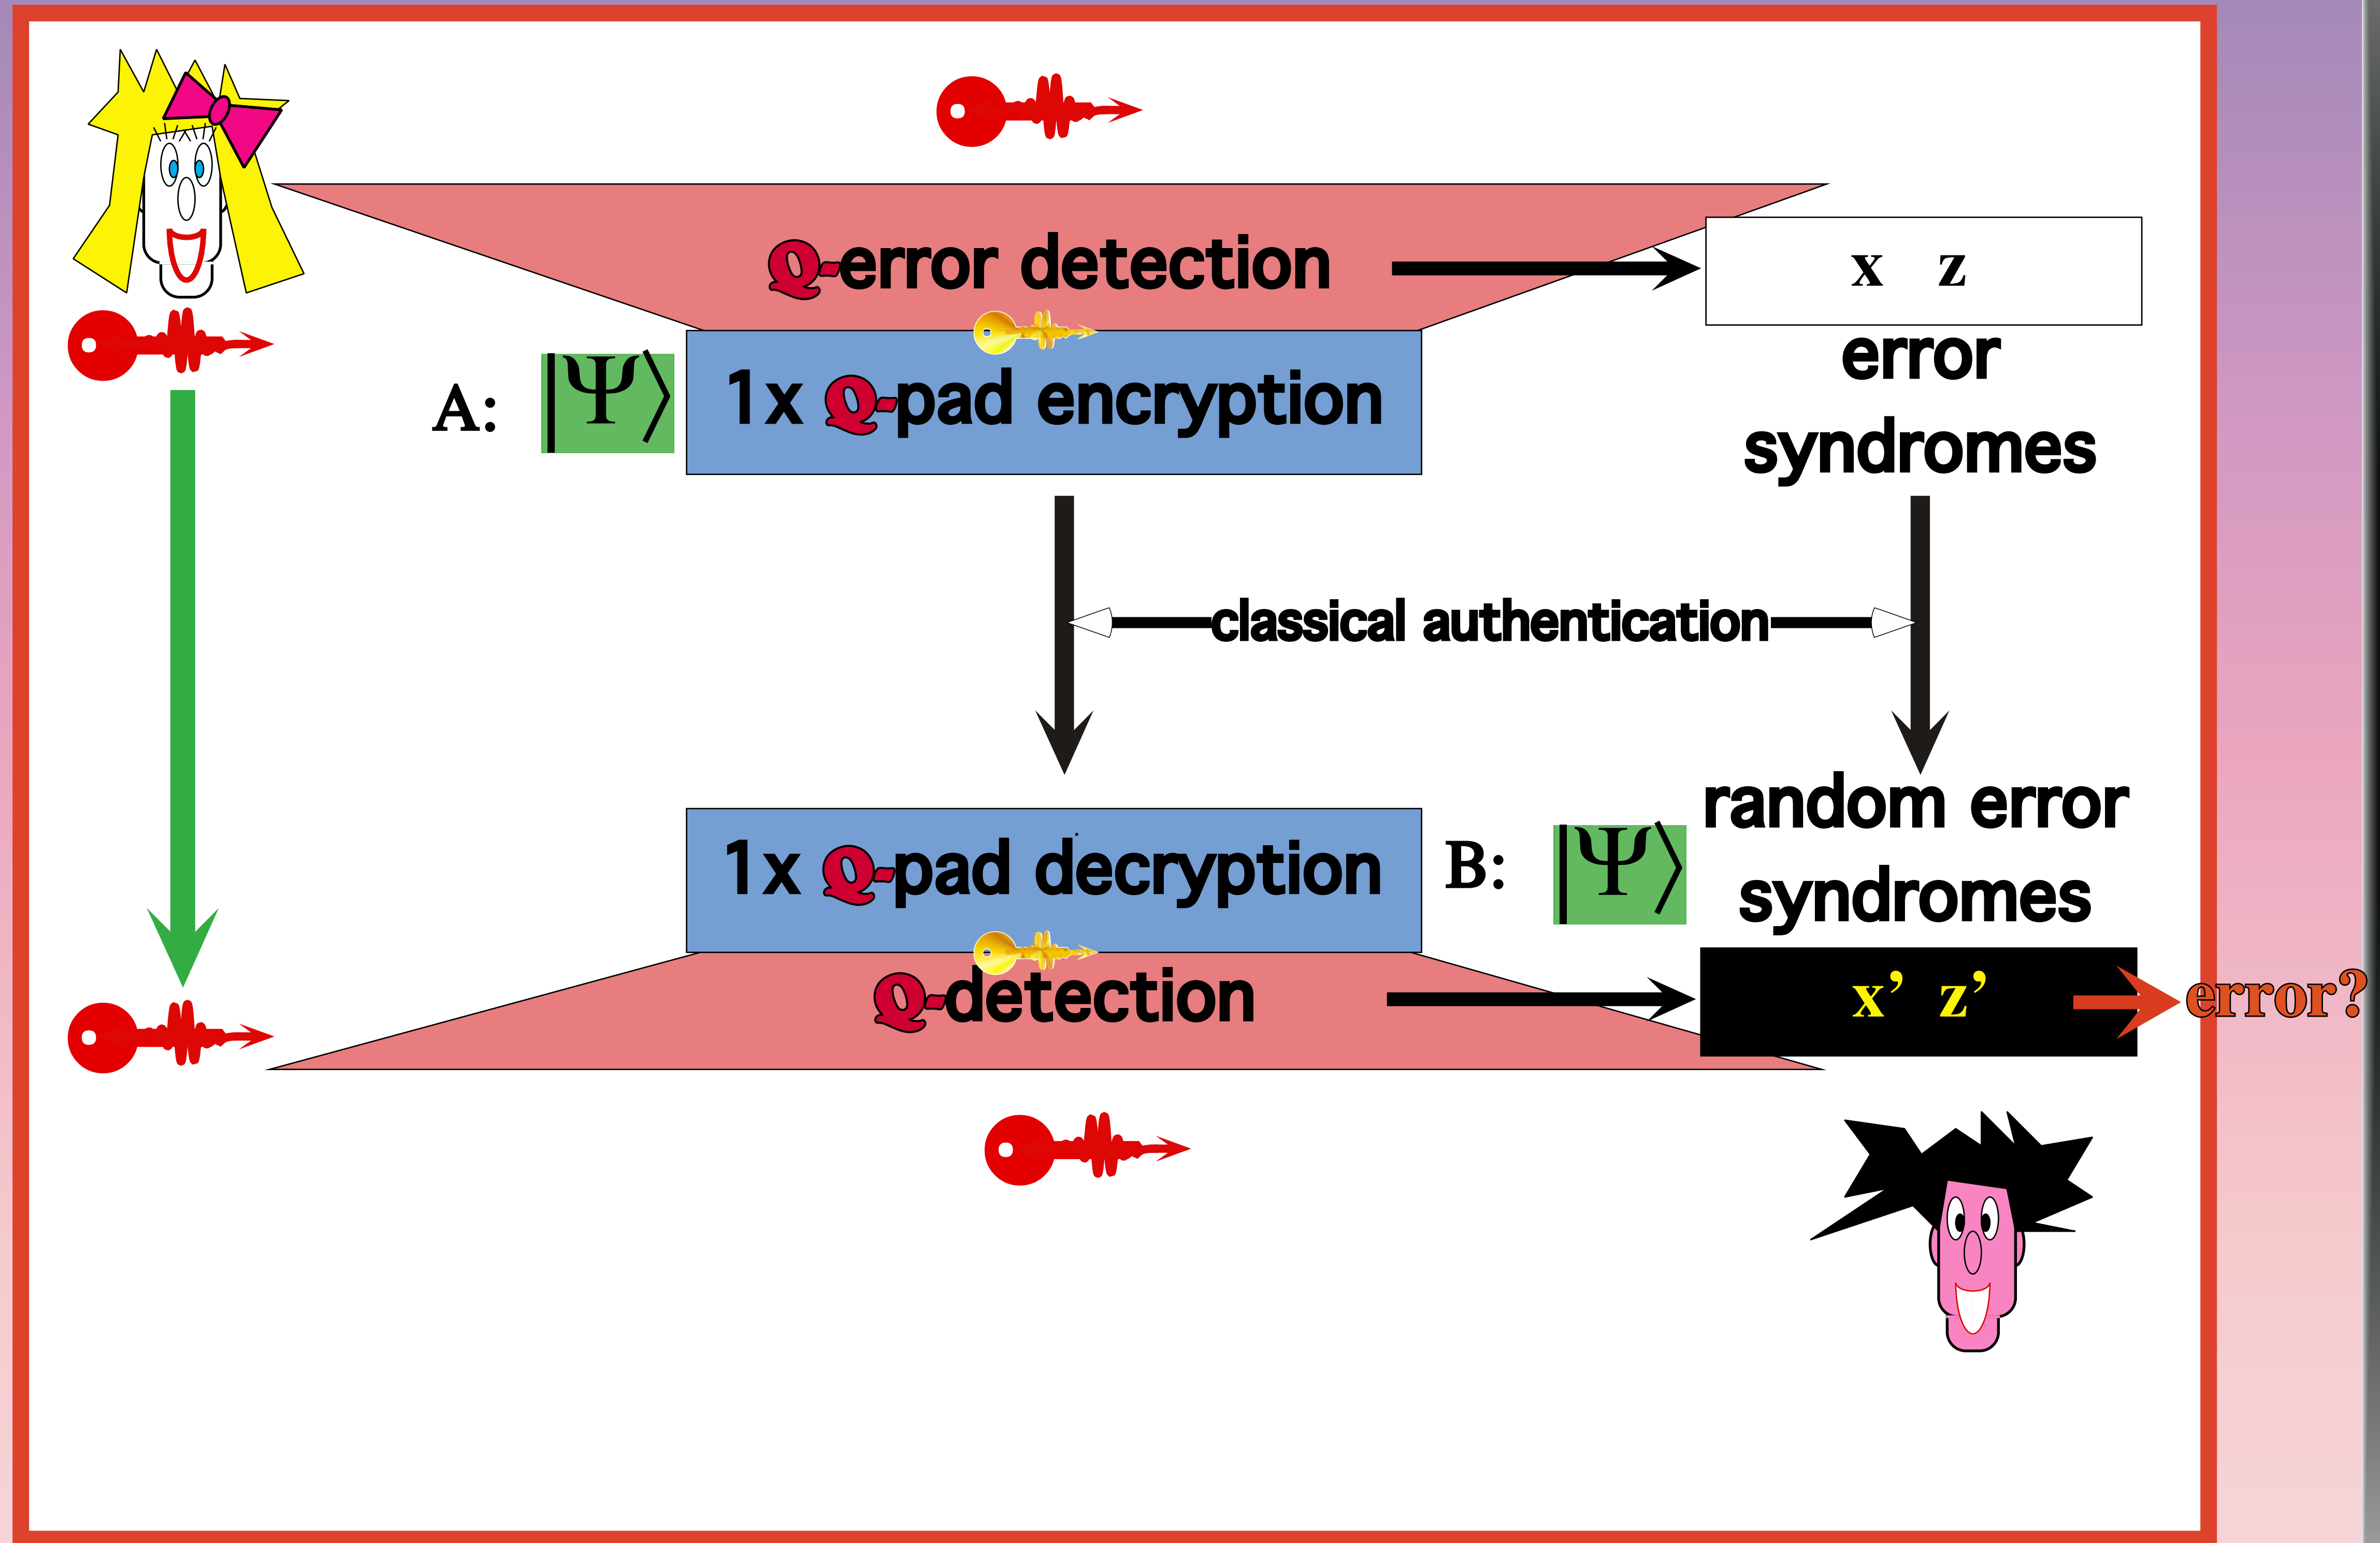 Q-error detection
x z
error
syndromes
A: |Ψ⟩
1x Q-pad encryption
classical authentication
random error
syndromes
1x Q-pad decryption
B: |Ψ⟩
Q-detection
x’ z’
error?